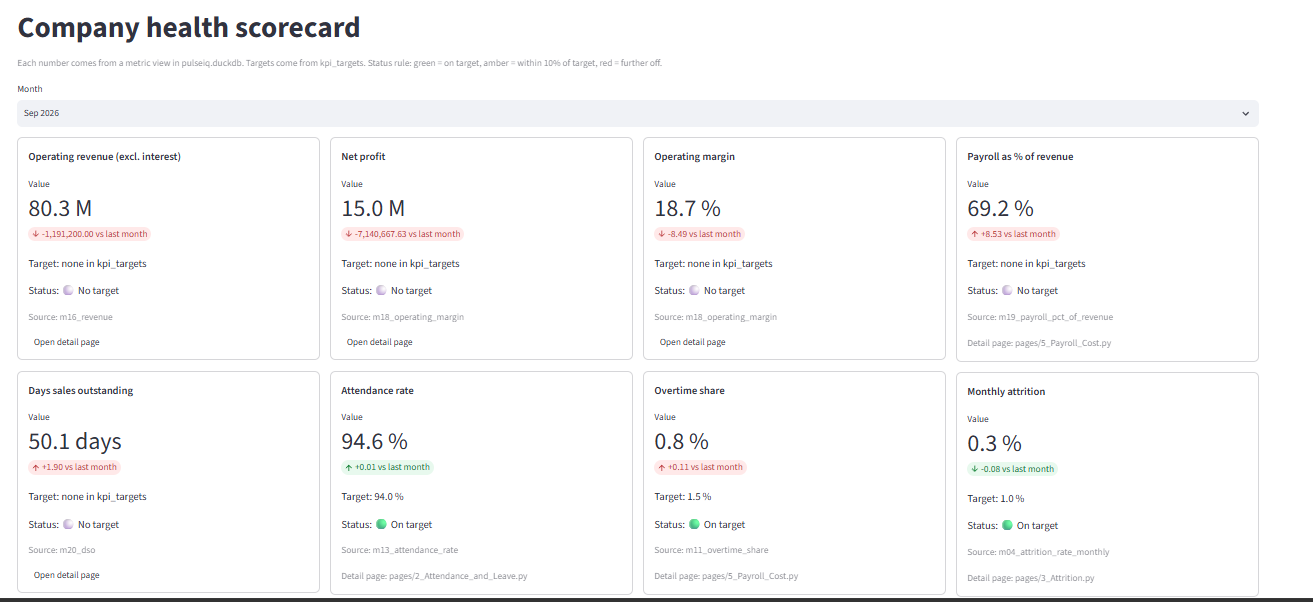 Company health scorecard
Each number comes from a metric view in pulseiq.duckdb. Targets come from kpi_targets. Status rule: green = on target, amber = within 10% of target, red = further off.
Month
Sep 2026
Operating revenue (excl. interest)
Value
80.3 M
↓ -1,191,200.00 vs last month
Target: none in kpi_targets
Status: No target
Source: m16_revenue
Open detail page
Net profit
Value
15.0 M
↓ -7,140,667.63 vs last month
Target: none in kpi_targets
Status: No target
Source: m18_operating_margin
Open detail page
Operating margin
Value
18.7 %
↓ -8.49 vs last month
Target: none in kpi_targets
Status: No target
Source: m18_operating_margin
Open detail page
Payroll as % of revenue
Value
69.2 %
↑ +8.53 vs last month
Target: none in kpi_targets
Status: No target
Source: m19_payroll_pct_of_revenue
Detail page: pages/5_Payroll_Cost.py
Days sales outstanding
Value
50.1 days
↑ +1.90 vs last month
Target: none in kpi_targets
Status: No target
Source: m20_dso
Open detail page
Attendance rate
Value
94.6 %
↑ +0.01 vs last month
Target: 94.0 %
Status: On target
Source: m13_attendance_rate
Detail page: pages/2_Attendance_and_Leave.py
Overtime share
Value
0.8 %
↑ +0.11 vs last month
Target: 1.5 %
Status: On target
Source: m11_overtime_share
Detail page: pages/5_Payroll_Cost.py
Monthly attrition
Value
0.3 %
↓ -0.08 vs last month
Target: 1.0 %
Status: On target
Source: m04_attrition_rate_monthly
Detail page: pages/3_Attrition.py